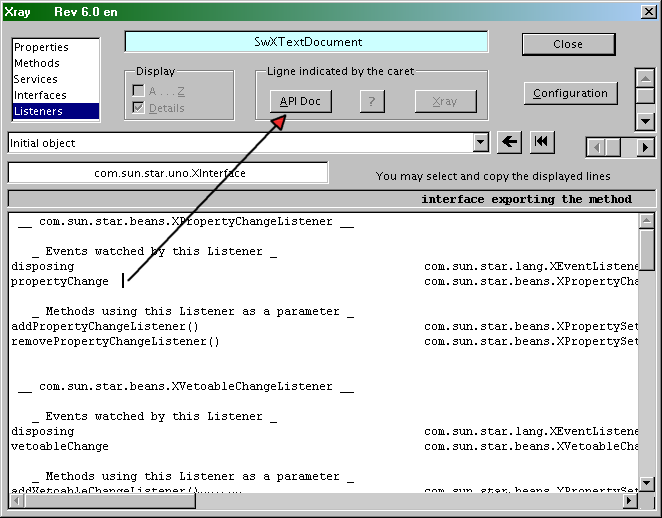 Xray Rev 6.0 en
Properties
Methods
Services
Interfaces
Listeners
SwXTextDocument
Close
Display
A . . . Z
Details
Ligne indicated by the caret
API Doc
?
Xray
Configuration
Initial object
com.sun.star.uno.XInterface
You may select and copy the displayed lines
interface exporting the method
__ com.sun.star.beans.XPropertyChangeListener __
_ Events watched by this Listener _
disposing com.sun.star.lang.XEventListene
propertyChange com.sun.star.beans.XPropertyCha
_ Methods using this Listener as a parameter _
addPropertyChangeListener() com.sun.star.beans.XPropertySet
removePropertyChangeListener() com.sun.star.beans.XPropertySet
__ com.sun.star.beans.XVetoableChangeListener __
_ Events watched by this Listener _
disposing com.sun.star.lang.XEventListene
vetoableChange com.sun.star.beans.XVetoableCha
_ Methods using this Listener as a parameter _
addVetoableChangeListener() com.sun.star.beans.XPropertySet